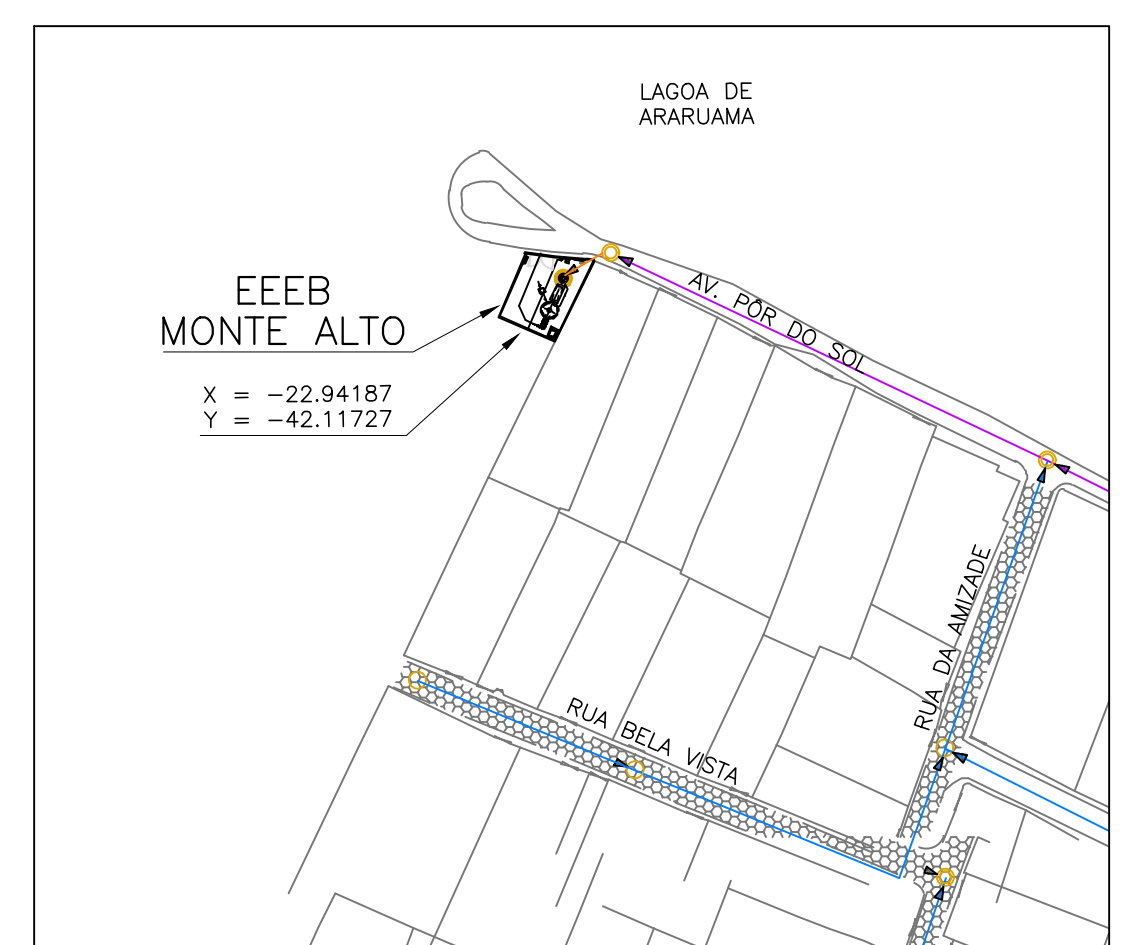 LAGOA DE
ARARUAMA
EEEB
MONTE ALTO
AV. PÔR DO SOL
X = -22.94187
Y = -42.11727
RUA DA AMIZADE
RUA BELA VISTA